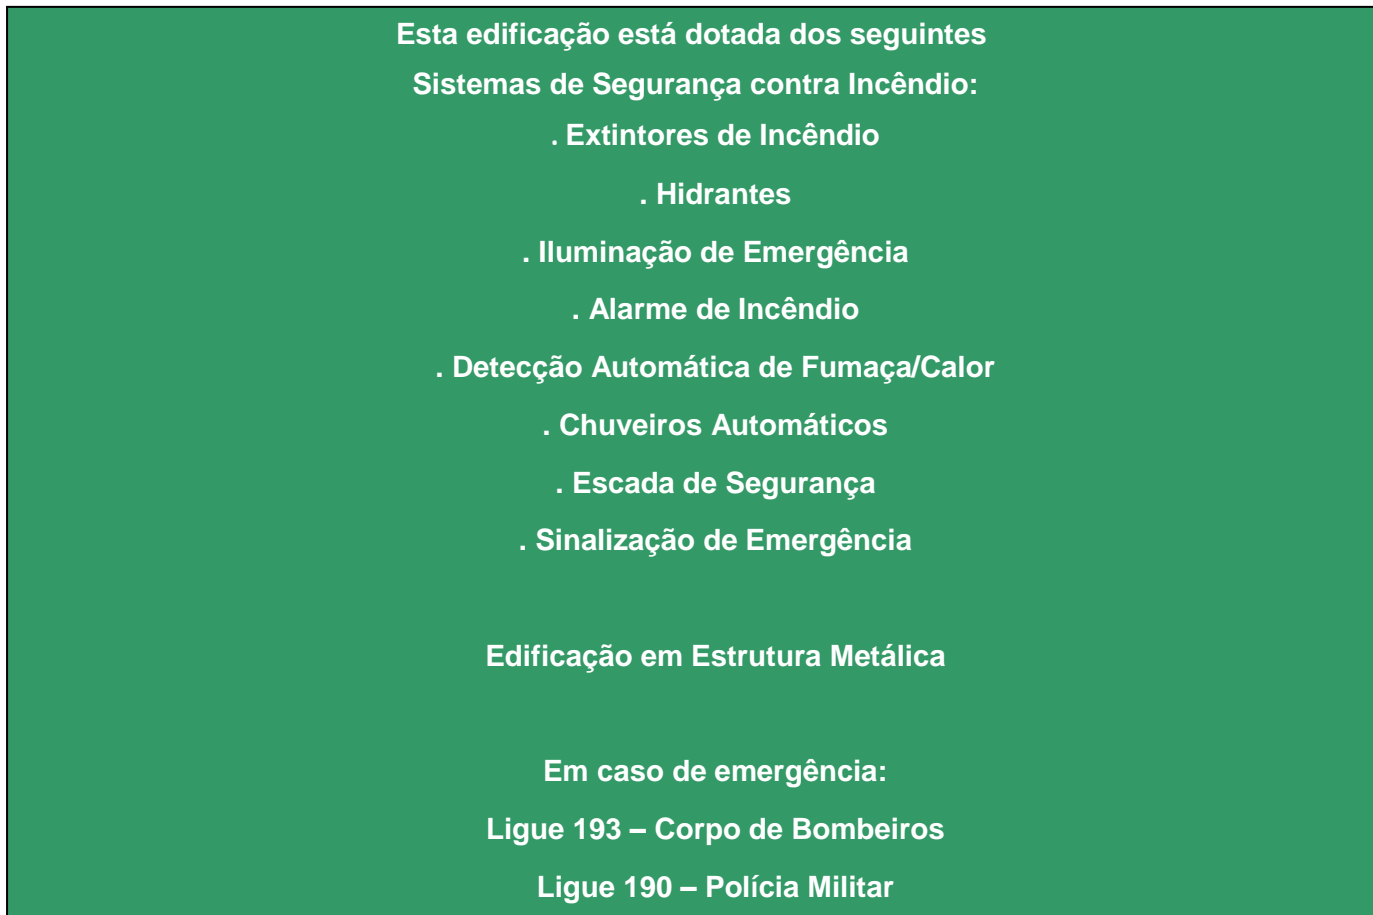 Esta edificação está dotada dos seguintes
Sistemas de Segurança contra Incêndio:
. Extintores de Incêndio
. Hidrantes
. Iluminação de Emergência
. Alarme de Incêndio
. Detecção Automática de Fumaça/Calor
. Chuveiros Automáticos
. Escada de Segurança
. Sinalização de Emergência
Edificação em Estrutura Metálica
Em caso de emergência:
Ligue 193 – Corpo de Bombeiros
Ligue 190 – Polícia Militar